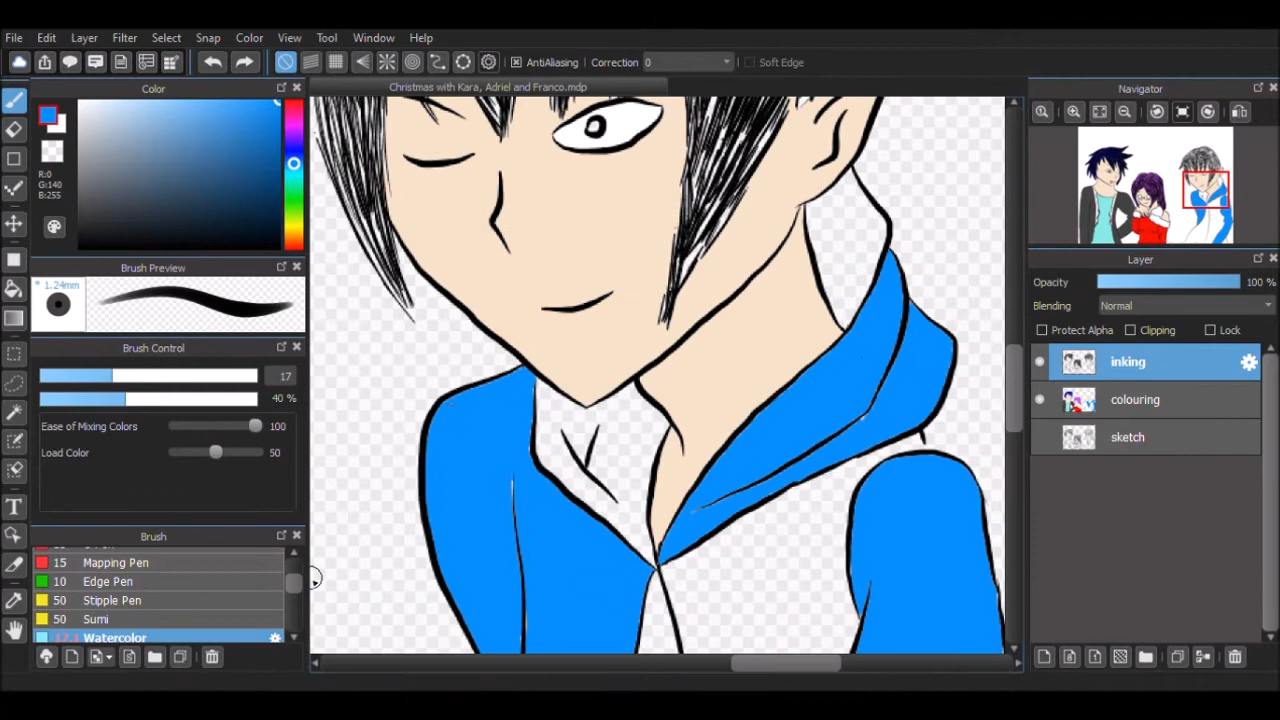 File Edit Layer Filter Select Snap Color View Tool Window Help
AntiAliasing Correction 0 Soft Edge
Christmas with Kara, Adriel and Franco.mdp
Color
R:0
G:140
B:255
Brush Preview
* 1.24mm
Brush Control
17
40 %
Ease of Mixing Colors 100
Load Color 50
Brush
15 Mapping Pen
10 Edge Pen
50 Stipple Pen
50 Sumi
17.1 Watercolor
Navigator
Layer
Opacity 100 %
Blending Normal
Protect Alpha Clipping Lock
inking
colouring
sketch